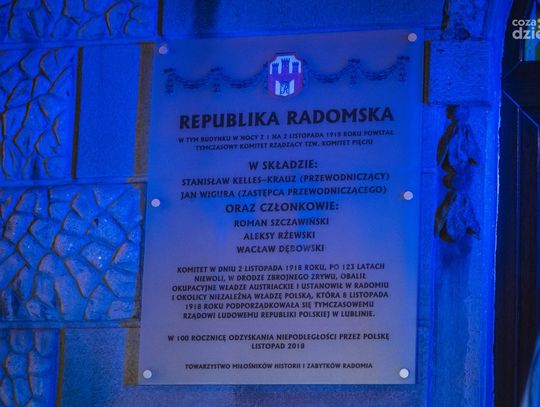 COZA
dzień
REPUBLIKA RADOMSKA
W TYM BUDYNKU W NOCY Z 1 NA 2 LISTOPADA 1918 ROKU POWSTAŁ
TYMCZASOWY KOMITET RZĄDZĄCY TZW. KOMITET PIĘCIU
W SKŁADZIE:
STANISŁAW KELLES-KRAUZ (PRZEWODNICZĄCY)
JAN WIGURA (ZASTĘPCA PRZEWODNICZĄCEGO)
ORAZ CZŁONKOWIE:
ROMAN SZCZAWIŃSKI
ALEKSY RŻEWSKI
WACŁAW DĘBOWSKI
KOMITET W DNIU 2 LISTOPADA 1918 ROKU, PO 123 LATACH
NIEWOLI, W DRODZE ZBROJNEGO ZRYWU, OBALIŁ
OKUPACYJNE WŁADZE AUSTRIACKIE I USTANOWIŁ W RADOMIU
I OKOLICY NIEZALEŻNĄ WŁADZĘ POLSKĄ, KTÓRA 8 LISTOPADA
1918 ROKU PODPORZĄDKOWAŁA SIĘ TYMCZASOWEMU
RZĄDOWI LUDOWEMU REPUBLIKI POLSKIEJ W LUBLINIE.
W 100 ROCZNICĘ ODZYSKANIA NIEPODLEGŁOŚCI PRZEZ POLSKĘ
LISTOPAD 2018
TOWARZYSTWO MIŁOŚNIKÓW HISTORII I ZABYTKÓW RADOMIA